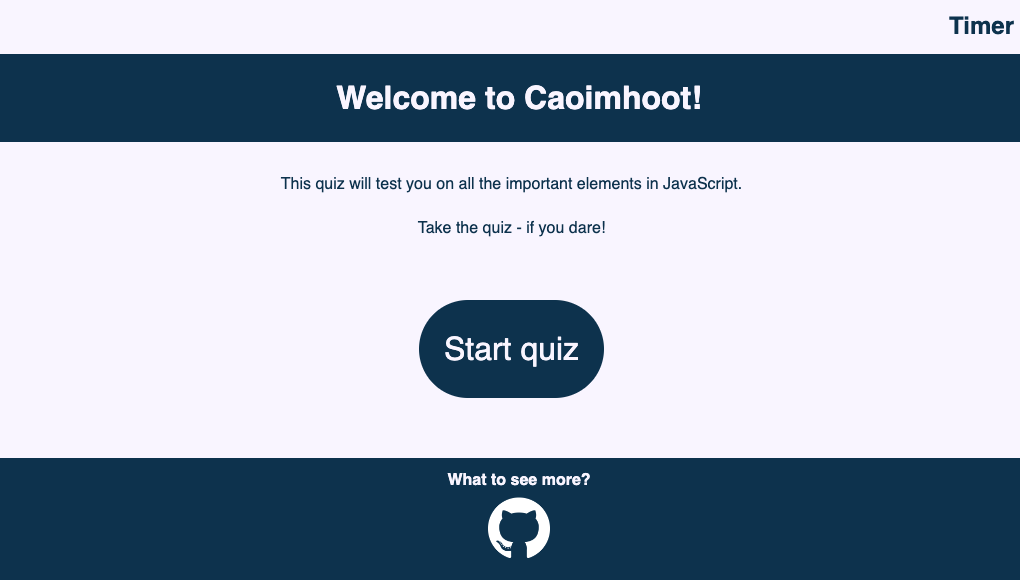 Timer
Welcome to Caoimhoot!
This quiz will test you on all the important elements in JavaScript.
Take the quiz - if you dare!
Start quiz
What to see more?